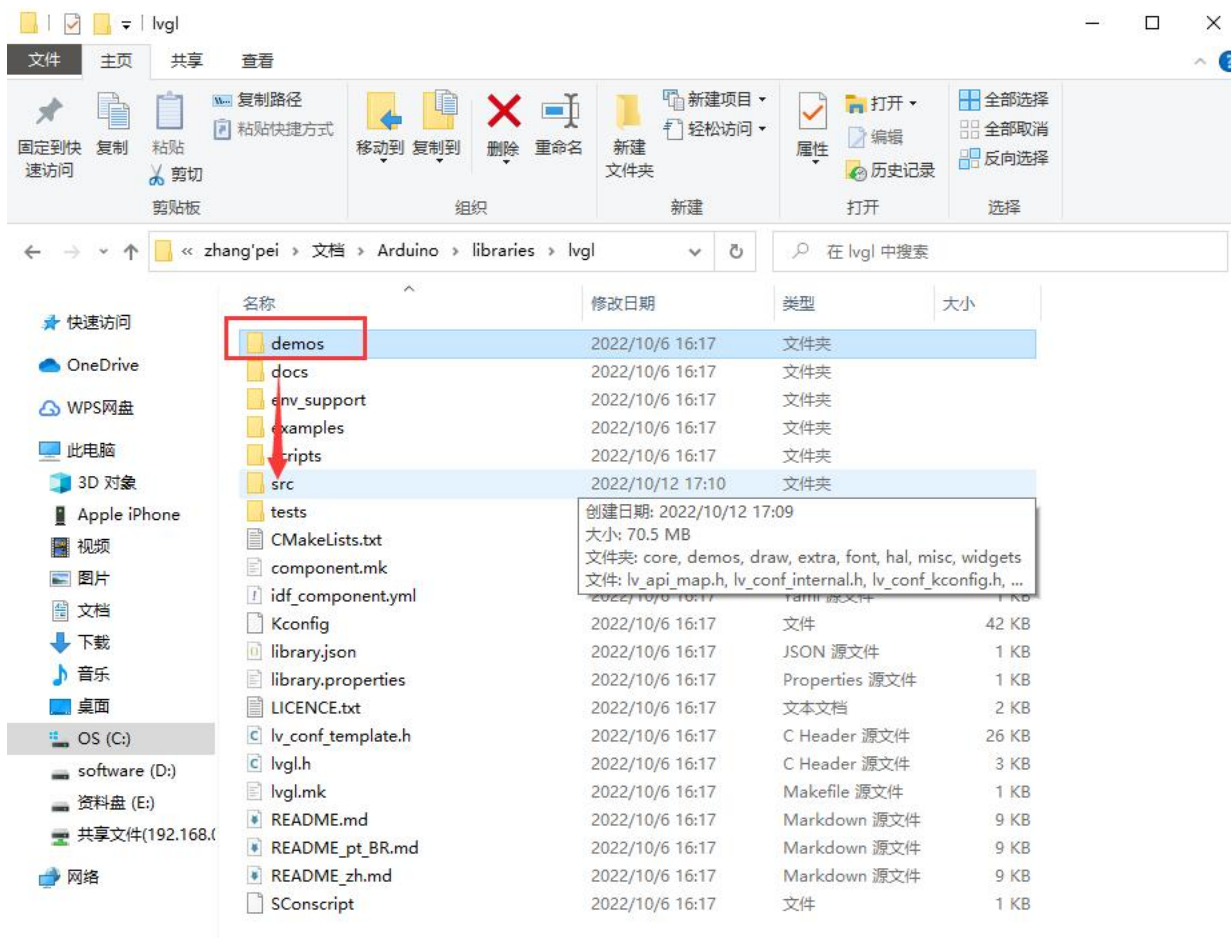 lvgl
文件 主页 共享 查看
固定到快速访问
复制
粘贴
复制路径
粘贴快捷方式
剪切
剪贴板
移动到 复制到 删除 重命名
组织
新建文件夹
新建项目
轻松访问
新建
属性
打开
编辑
历史记录
打开
全部选择
全部取消
反向选择
选择
« zhang'pei › 文档 › Arduino › libraries › lvgl
在 lvgl 中搜索
快速访问
OneDrive
WPS网盘
此电脑
3D 对象
Apple iPhone
视频
图片
文档
下载
音乐
桌面
OS (C:)
software (D:)
资料盘 (E:)
共享文件(192.168.(
网络
名称 修改日期 类型 大小
demos 2022/10/6 16:17 文件夹
docs 2022/10/6 16:17 文件夹
env_support 2022/10/6 16:17 文件夹
examples 2022/10/6 16:17 文件夹
scripts 2022/10/6 16:17 文件夹
src 2022/10/12 17:10 文件夹
tests
CMakeLists.txt
component.mk
idf_component.yml 2022/10/6 16:17 Yaml 源文件 1 KB
创建日期: 2022/10/12 17:09
大小: 70.5 MB
文件夹: core, demos, draw, extra, font, hal, misc, widgets
文件: lv_api_map.h, lv_conf_internal.h, lv_conf_kconfig.h, ...
Kconfig 2022/10/6 16:17 文件 42 KB
library.json 2022/10/6 16:17 JSON 源文件 1 KB
library.properties 2022/10/6 16:17 Properties 源文件 1 KB
LICENCE.txt 2022/10/6 16:17 文本文档 2 KB
lv_conf_template.h 2022/10/6 16:17 C Header 源文件 26 KB
lvgl.h 2022/10/6 16:17 C Header 源文件 3 KB
lvgl.mk 2022/10/6 16:17 Makefile 源文件 1 KB
README.md 2022/10/6 16:17 Markdown 源文件 9 KB
README_pt_BR.md 2022/10/6 16:17 Markdown 源文件 9 KB
README_zh.md 2022/10/6 16:17 Markdown 源文件 9 KB
SConscript 2022/10/6 16:17 文件 1 KB